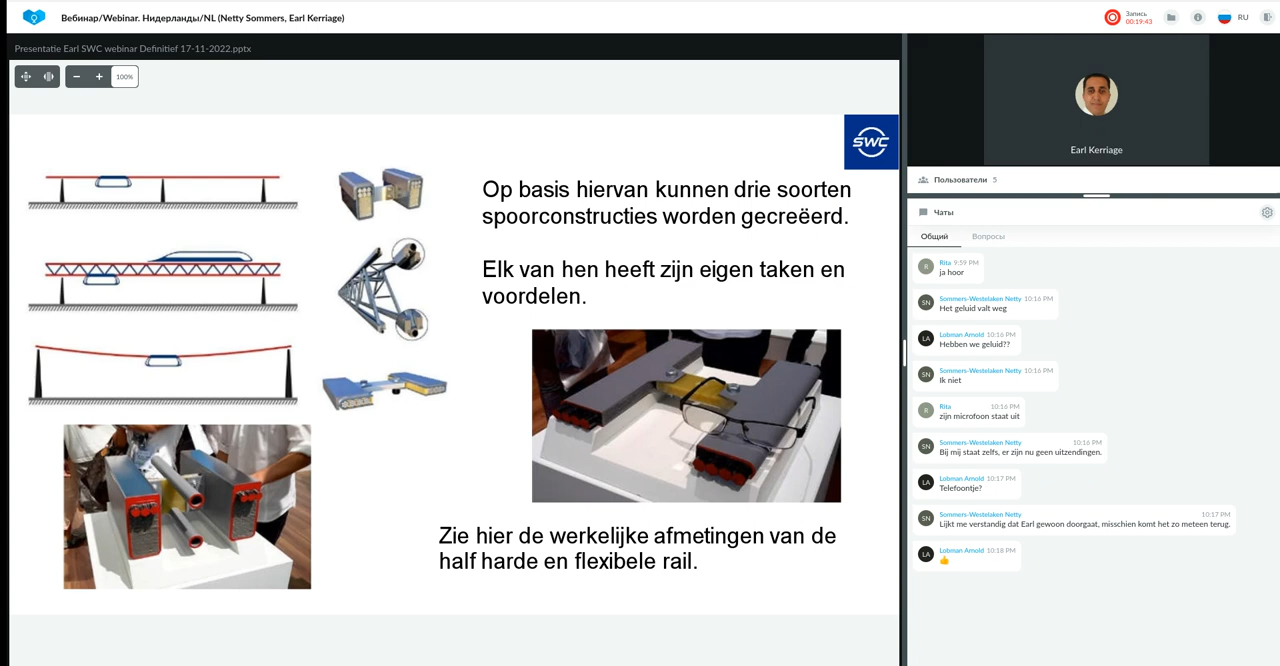 Вебинар/Webinar. Нидерланды/NL (Netty Sommers, Earl Kerriage)
Запись
00:19:43
RU
Presentatie Earl SWC webinar Definitief 17-11-2022.pptx
100%
SWC
Op basis hiervan kunnen drie soorten
spoorconstructies worden gecreëerd.
Elk van hen heeft zijn eigen taken en
voordelen.
Zie hier de werkelijke afmetingen van de
half harde en flexibele rail.
Earl Kerriage
Пользователи 5
Чаты
Общий Вопросы
R
Rita 9:59 PM
ja hoor
SN
Sommers-Westelaken Netty 10:16 PM
Het geluid valt weg
LA
Lobman Arnold 10:16 PM
Hebben we geluid??
SN
Sommers-Westelaken Netty 10:16 PM
Ik niet
R
Rita 10:16 PM
zijn microfoon staat uit
SN
Sommers-Westelaken Netty 10:16 PM
Bij mij staat zelfs, er zijn nu geen uitzendingen.
LA
Lobman Arnold 10:17 PM
Telefoontje?
SN
Sommers-Westelaken Netty 10:17 PM
Lijkt me verstandig dat Earl gewoon doorgaat, misschien komt het zo meteen terug.
LA
Lobman Arnold 10:18 PM
👍